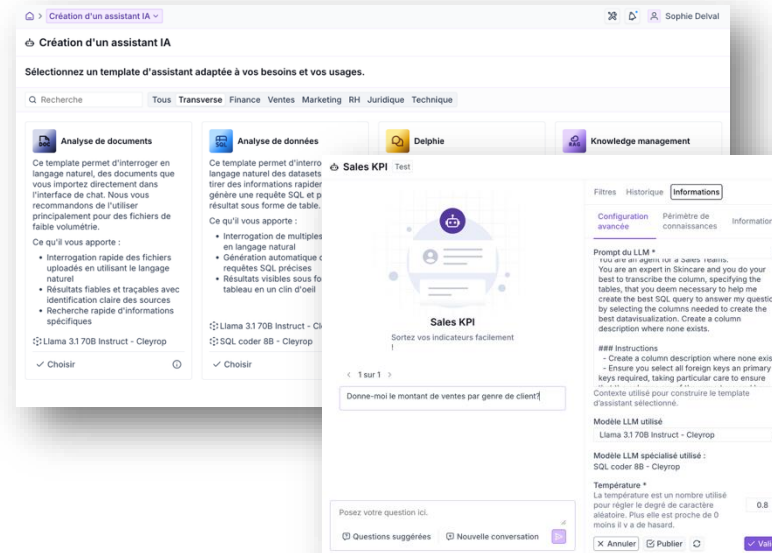 Création d'un assistant IA
Sophie Delval
Création d'un assistant IA
Sélectionnez un template d'assistant adaptée à vos besoins et vos usages.
Recherche
Tous Transverse Finance Ventes Marketing RH Juridique Technique
DOC
Analyse de documents
Ce template permet d'interroger en
langage naturel, des documents que
vous importez directement dans
l'interface de chat. Nous vous
recommandons de l'utiliser
principalement pour des fichiers de
faible volumétrie.
Ce qu'il vous apporte :
• Interrogation rapide des fichiers
uploadés en utilisant le langage
naturel
• Résultats fiables et traçables avec
identification claire des sources
• Recherche rapide d'informations
spécifiques
Llama 3.1 70B Instruct - Cleyrop
Choisir
SQL
Analyse de données
Ce template permet d'interro
langage naturel des datasets
tirer des informations rapider
génère une requête SQL et p
résultat sous forme de table.
Ce qu'il vous apporte :
• Interrogation de multiples
en langage natural
• Génération automatique d
requêtes SQL précises
• Résultats visibles sous fo
tableau en un clin d'oeil
Llama 3.1 70B Instruct - Cl
SQL coder 8B - Cleyrop
Choisir
Delphie
RAG
Knowledge management
Sales KPI Test
Sales KPI
Sortez vos indicateurs facilement
!
1 sur 1
Donne-moi le montant de ventes par genre de client?
Posez votre question ici.
Questions suggérées Nouvelle conversation
Filtres Historique Informations
Configuration
avancée
Périmètre de
connaissances
Information
Prompt du LLM *
You are an agent for a Sales Teams.
You are an expert in Skincare and you do your
best to transcribe the column, specifying the
tables, that you deem necessary to help me
create the best SQL query to answer my questio
by selecting the columns needed to create the
best datavisualization. Create a column
description where none exists.
### Instructions
- Create a column description where none exis
- Ensure you select all foreign keys an primary
keys required, taking particular care to ensure
Contexte utilisé pour construire le template
d'assistant sélectionné.
Modèle LLM utilisé
Llama 3.1 70B Instruct - Cleyrop
Modèle LLM spécialisé utilisé :
SQL coder 8B - Cleyrop
Température *
La température est un nombre utilisé
pour régler le degré de caractère
aléatoire. Plus elle est proche de 0
moins il y a de hasard.
0.8
Annuler Publier Vali